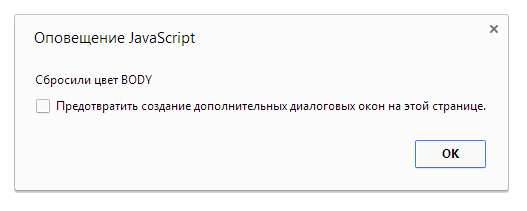 Оповещение JavaScript
Сбросили цвет BODY
Предотвратить создание дополнительных диалоговых окон на этой странице.
OK